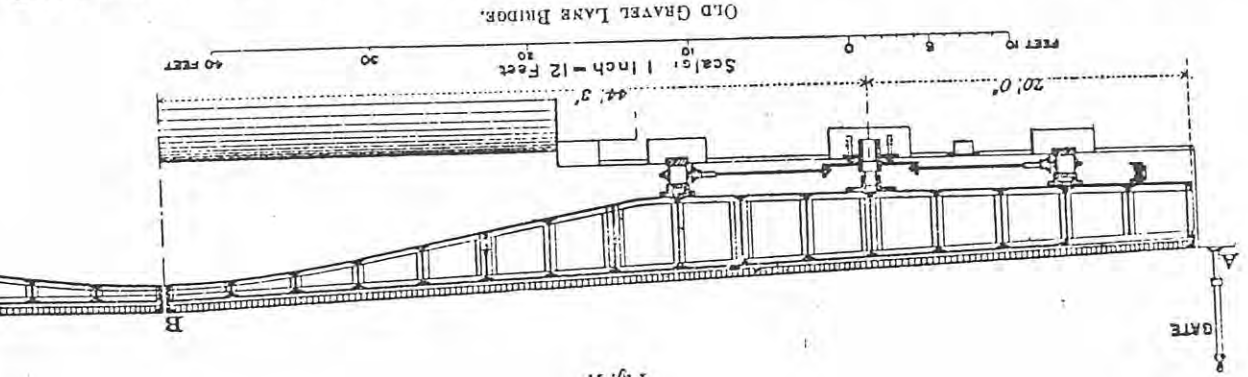 Fig.
GATE
B
A
20', 0"
44', 3"
Scale: 1 Inch = 12 Feet
FEET 10 5 0 10 20 30 40 FEET
OLD GRAVEL LANE BRIDGE.